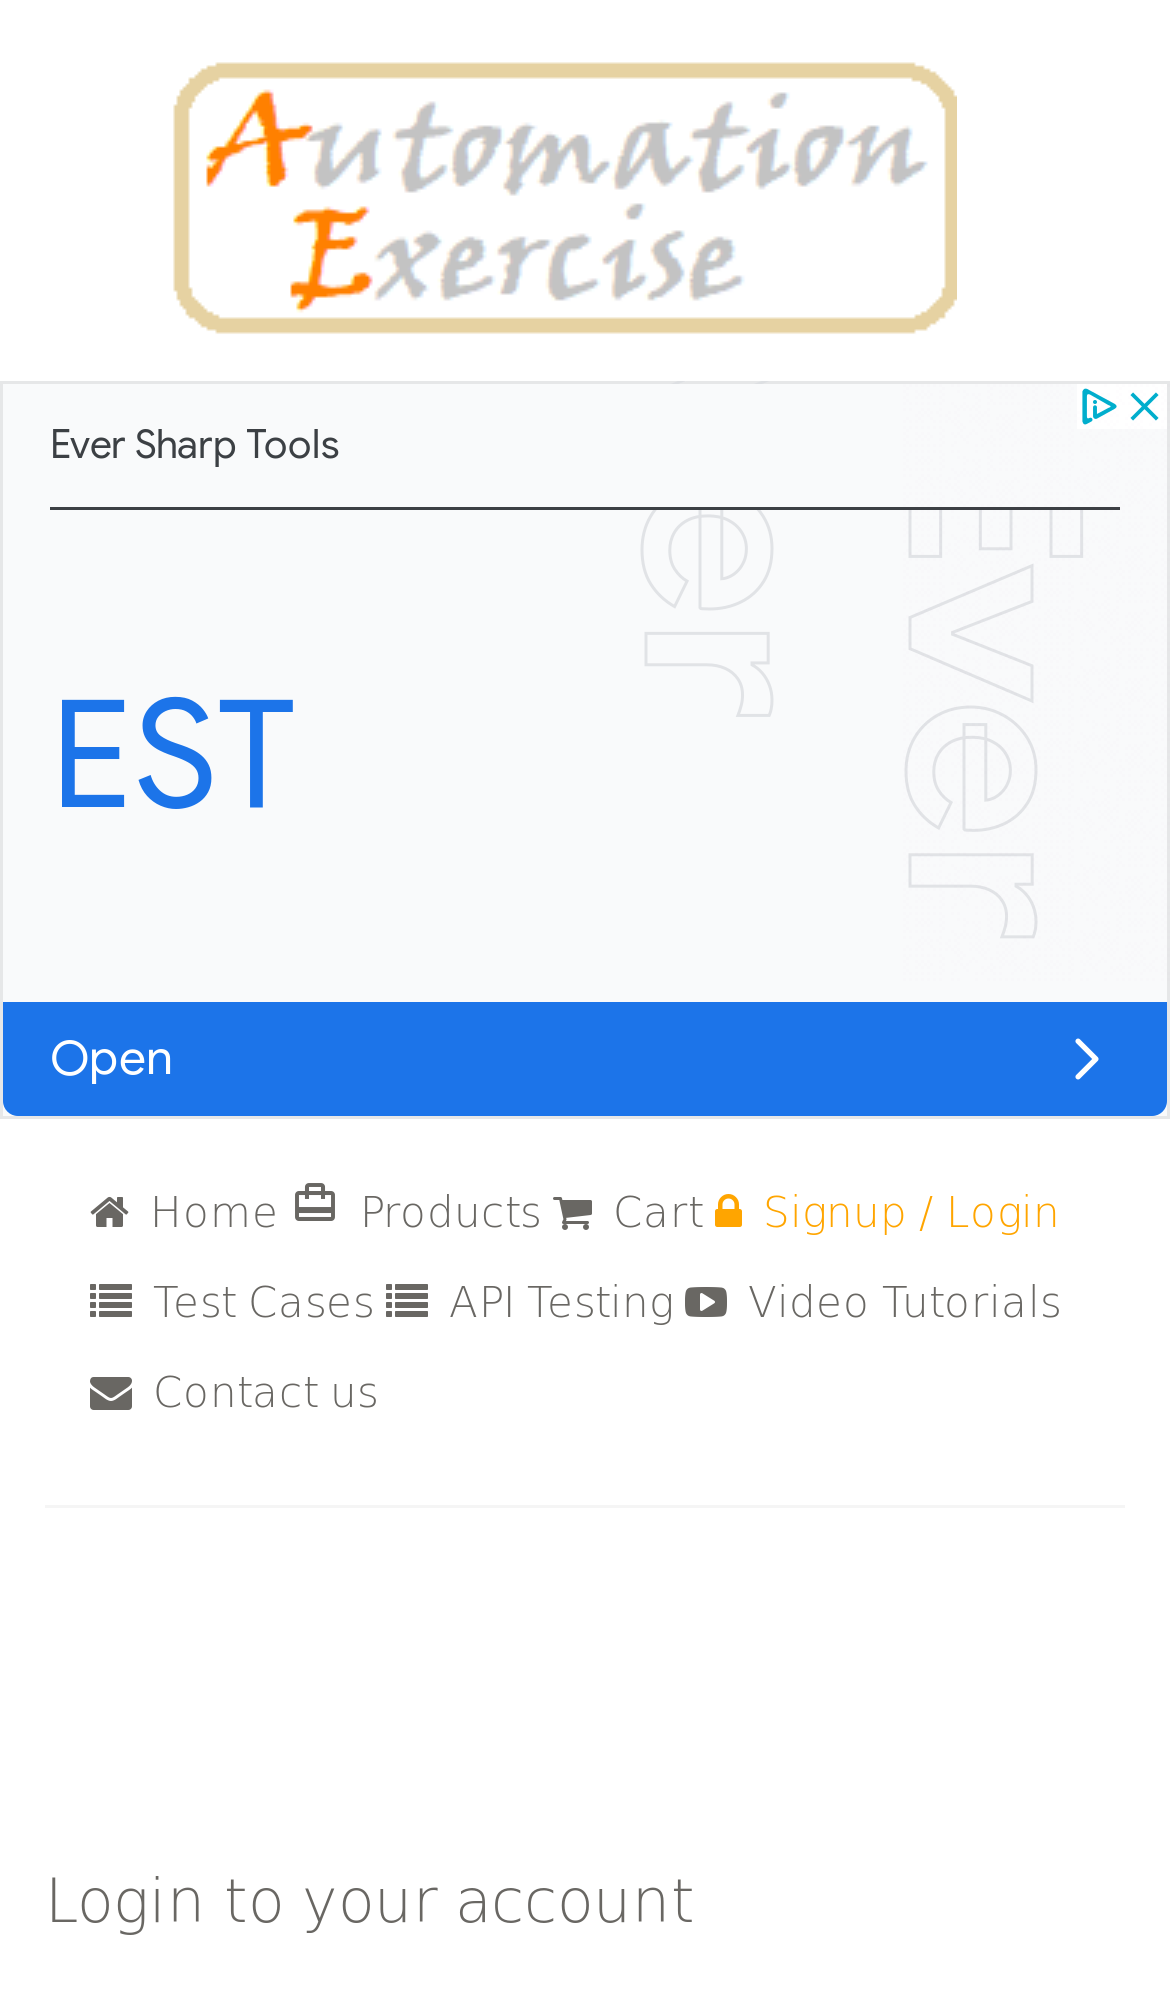 Automation
Exercise
Ever Sharp Tools
er
Ever
EST
Open
Home Products Cart Signup / Login
Test Cases API Testing Video Tutorials
Contact us
Login to your account